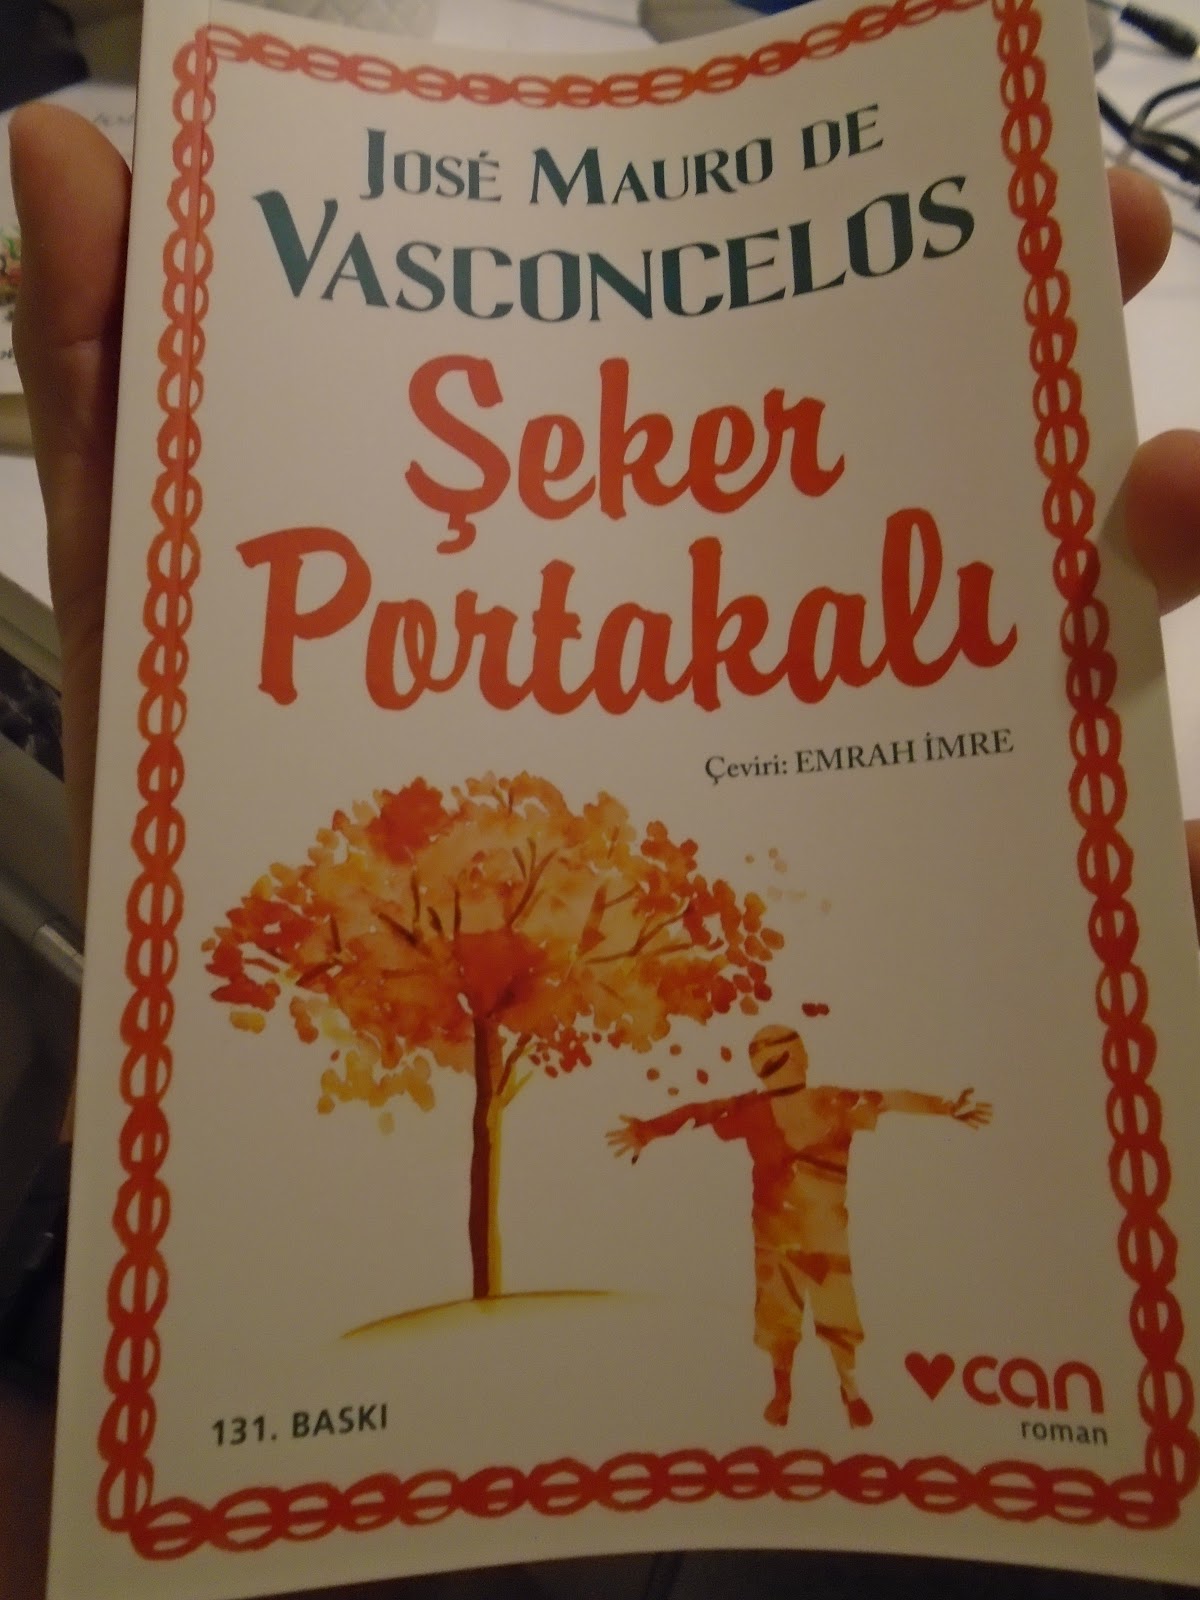 JOSÉ MAURO DE
VASCONCELOS
Şeker
Portakalı
Çeviri: EMRAH İMRE
131. BASKI
can
roman